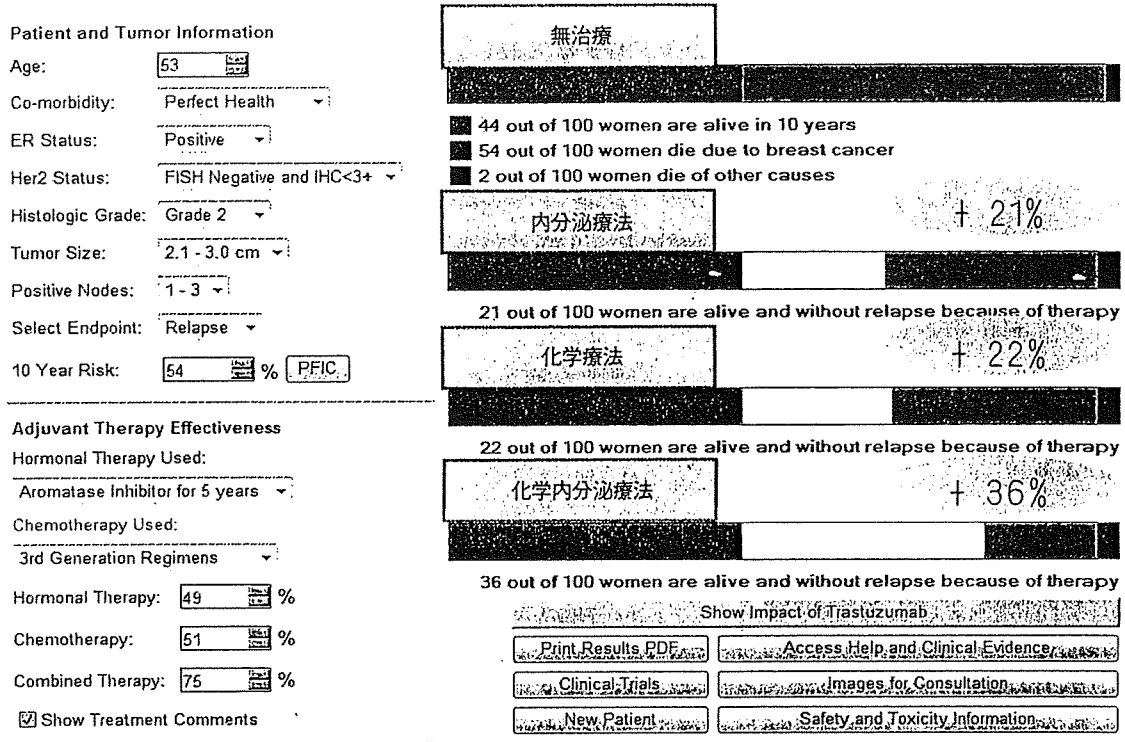 Patient and Tumor Information
Age: 53
Co-morbidity: Perfect Health
ER Status: Positive
Her2 Status: FISH Negative and IHC<3+
Histologic Grade: Grade 2
Tumor Size: 2.1 - 3.0 cm
Positive Nodes: 1 - 3
Select Endpoint: Relapse
10 Year Risk: 54 % PFIC
Adjuvant Therapy Effectiveness
Hormonal Therapy Used:
Aromatase Inhibitor for 5 years
Chemotherapy Used:
3rd Generation Regimens
Hormonal Therapy: 49 %
Chemotherapy: 51 %
Combined Therapy: 75 %
Show Treatment Comments
無治療
44 out of 100 women are alive in 10 years
54 out of 100 women die due to breast cancer
2 out of 100 women die of other causes
内分泌療法 + 21%
21 out of 100 women are alive and without relapse because of therapy
化学療法 + 22%
22 out of 100 women are alive and without relapse because of therapy
化学内分泌療法 + 36%
36 out of 100 women are alive and without relapse because of therapy
Show Impact of Trastuzumab
Print Results PDF Access Help and Clinical Evidence
Clinical Trials Images for Consultation
New Patient Safety and Toxicity Information